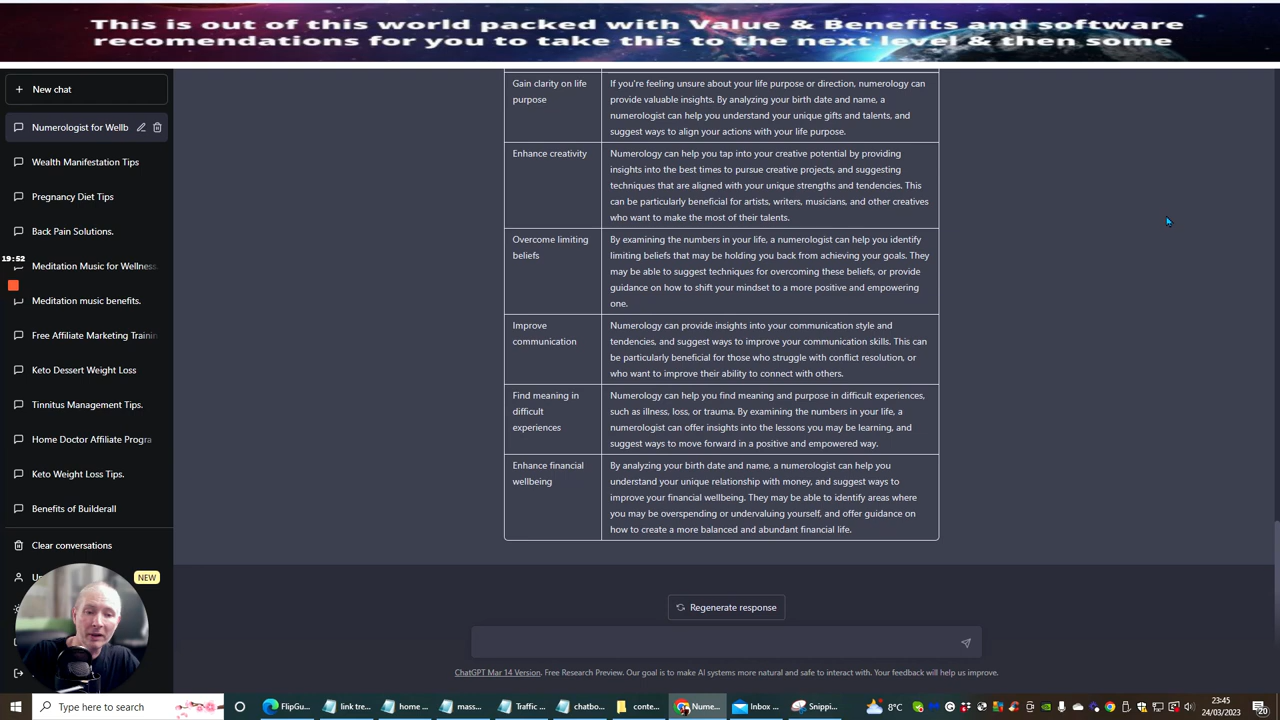 This is out of this world packed with Value & Benefits and software
recomendations for you to take this to the next level & then some
New chat
Numerologist for Wellb
Wealth Manifestation Tips
Pregnancy Diet Tips
Back Pain Solutions.
19:52
Meditation Music for Wellness.
Meditation music benefits.
Free Affiliate Marketing Trainin
Keto Dessert Weight Loss
Tinnitus Management Tips.
Home Doctor Affiliate Progra
Keto Weight Loss Tips.
Benefits of Builderall
Clear conversations
NEW
Gain clarity on life
purpose
If you're feeling unsure about your life purpose or direction, numerology can
provide valuable insights. By analyzing your birth date and name, a
numerologist can help you understand your unique gifts and talents, and
suggest ways to align your actions with your life purpose.
Enhance creativity
Numerology can help you tap into your creative potential by providing
insights into the best times to pursue creative projects, and suggesting
techniques that are aligned with your unique strengths and tendencies. This
can be particularly beneficial for artists, writers, musicians, and other creatives
who want to make the most of their talents.
Overcome limiting
beliefs
By examining the numbers in your life, a numerologist can help you identify
limiting beliefs that may be holding you back from achieving your goals. They
may be able to suggest techniques for overcoming these beliefs, or provide
guidance on how to shift your mindset to a more positive and empowering
one.
Improve
communication
Numerology can provide insights into your communication style and
tendencies, and suggest ways to improve your communication skills. This can
be particularly beneficial for those who struggle with conflict resolution, or
who want to improve their ability to connect with others.
Find meaning in
difficult
experiences
Numerology can help you find meaning and purpose in difficult experiences,
such as illness, loss, or trauma. By examining the numbers in your life, a
numerologist can offer insights into the lessons you may be learning, and
suggest ways to move forward in a positive and empowered way.
Enhance financial
wellbeing
By analyzing your birth date and name, a numerologist can help you
understand your unique relationship with money, and suggest ways to
improve your financial wellbeing. They may be able to identify areas where
you may be overspending or undervaluing yourself, and offer guidance on
how to create a more balanced and abundant financial life.
Regenerate response
ChatGPT Mar 14 Version. Free Research Preview. Our goal is to make AI systems more natural and safe to interact with. Your feedback will help us improve.
Type here to search
FlipGu...
link tre...
home ...
mass...
Traffic ...
chatbo...
conte...
Nume...
Inbox ...
Snippi...
8°C
23:45
24/03/2023
20